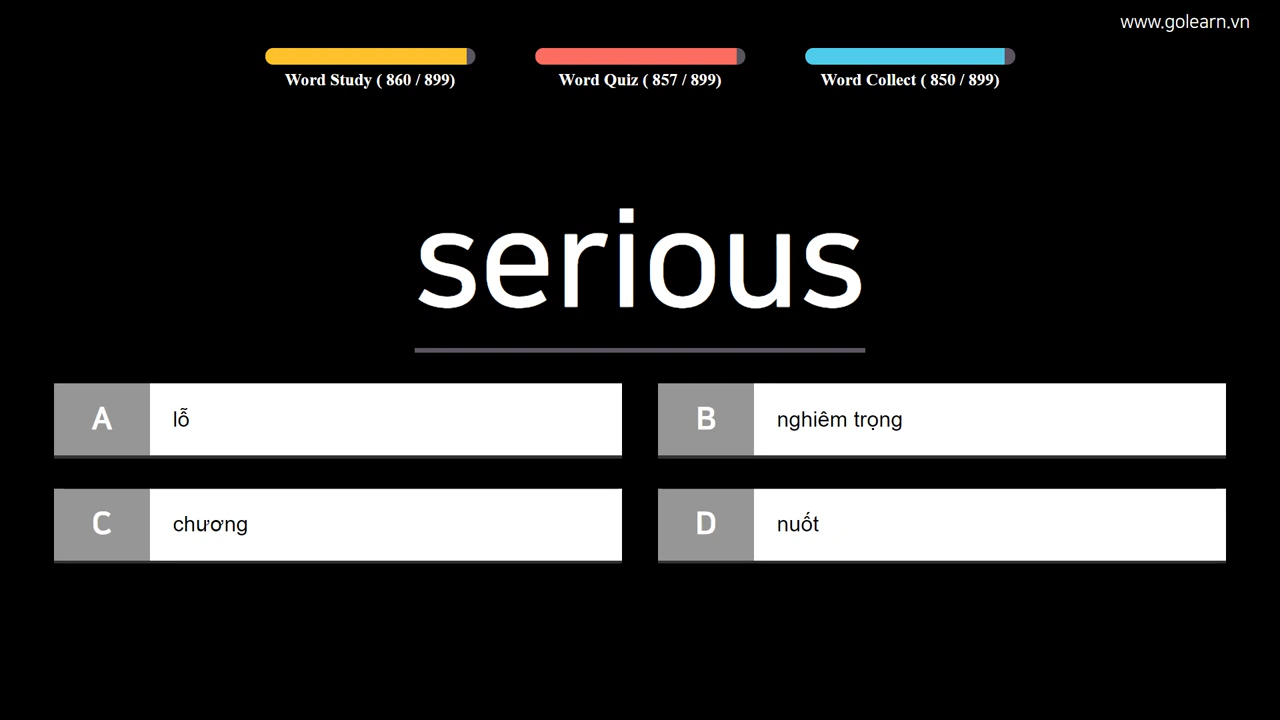 www.golearn.vn
Word Study ( 860 / 899)
Word Quiz ( 857 / 899)
Word Collect ( 850 / 899)
serious
A lỗ
B nghiêm trọng
C chương
D nuốt